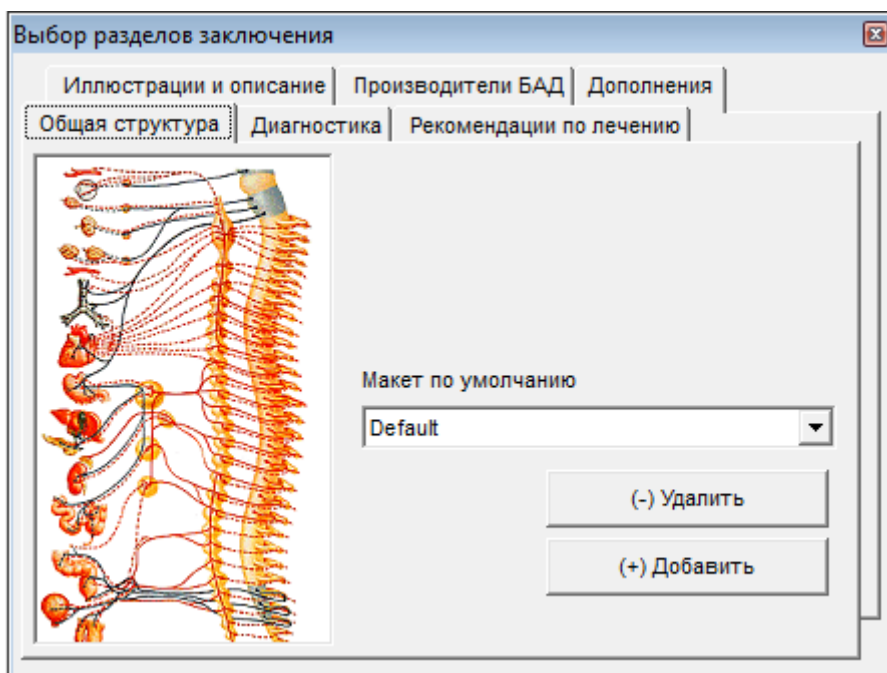 Выбор разделов заключения
Иллюстрации и описание Производители БАД Дополнения
Общая структура Диагностика Рекомендации по лечению
Макет по умолчанию
Default
(-) Удалить
(+) Добавить